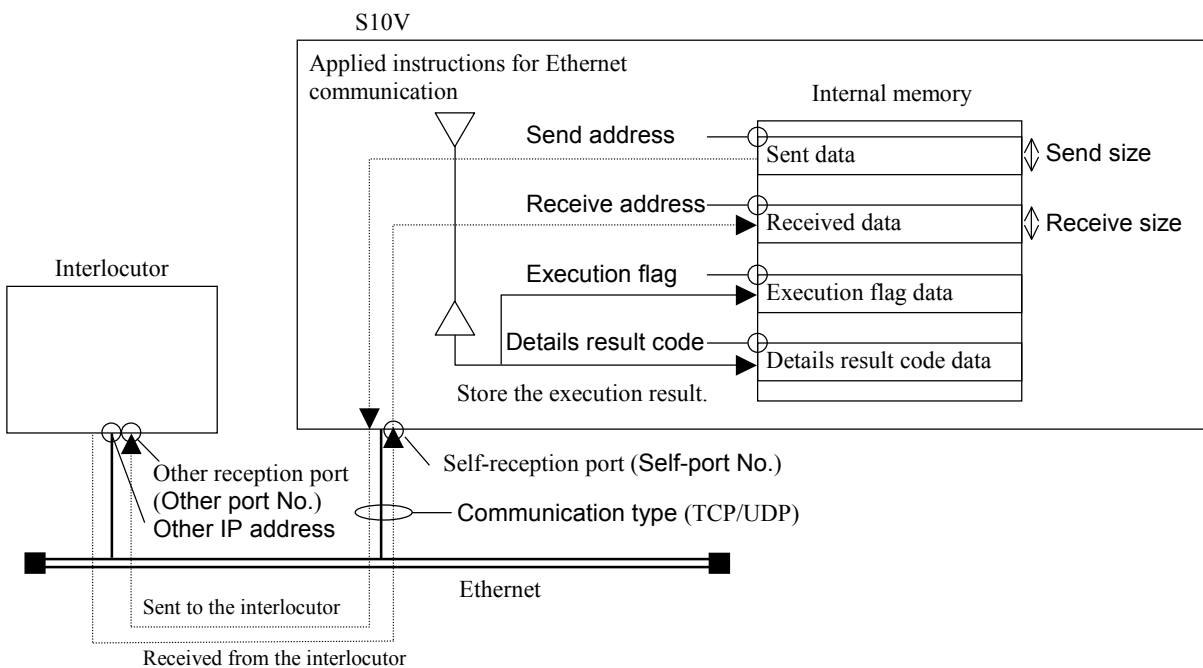 S10V
Applied instructions for Ethernet
communication
Internal memory
Send address
Sent data
Send size
Receive address
Received data
Receive size
Interlocutor
Execution flag
Execution flag data
Details result code
Details result code data
Store the execution result.
Other reception port
(Other port No.)
Other IP address
Self-reception port (Self-port No.)
Communication type (TCP/UDP)
Ethernet
Sent to the interlocutor
Received from the interlocutor